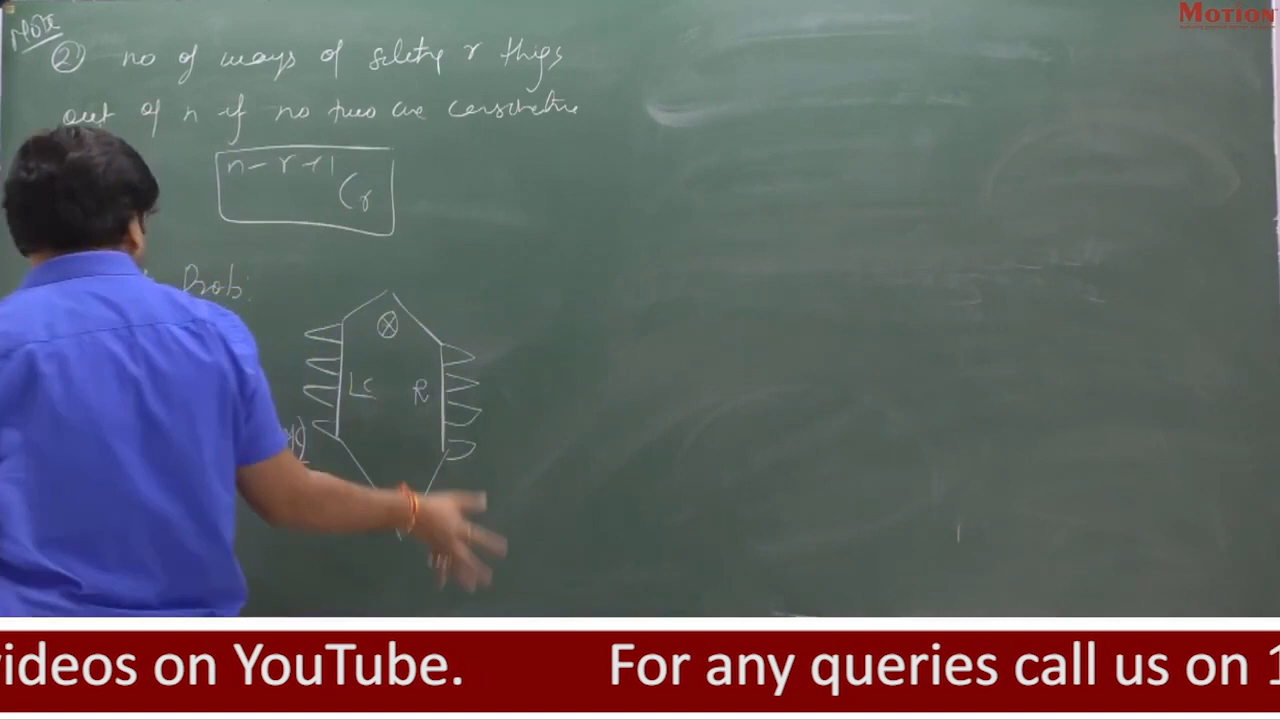 MOTION
Note
② no of ways of seleting r things
out of n if no two are consecutive
n-r+1
Cr
Prob:
⊗
L R
videos on YouTube. For any queries call us on 1